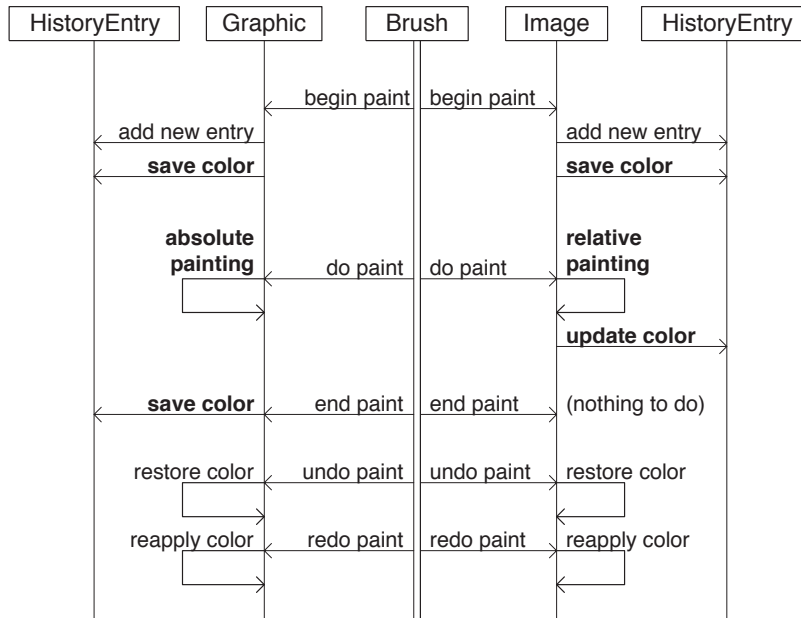 HistoryEntry Graphic Brush Image HistoryEntry
begin paint begin paint
add new entry add new entry
save color save color
absolute relative
painting painting
do paint do paint
update color
save color end paint end paint (nothing to do)
restore color undo paint undo paint restore color
reapply color redo paint redo paint reapply color